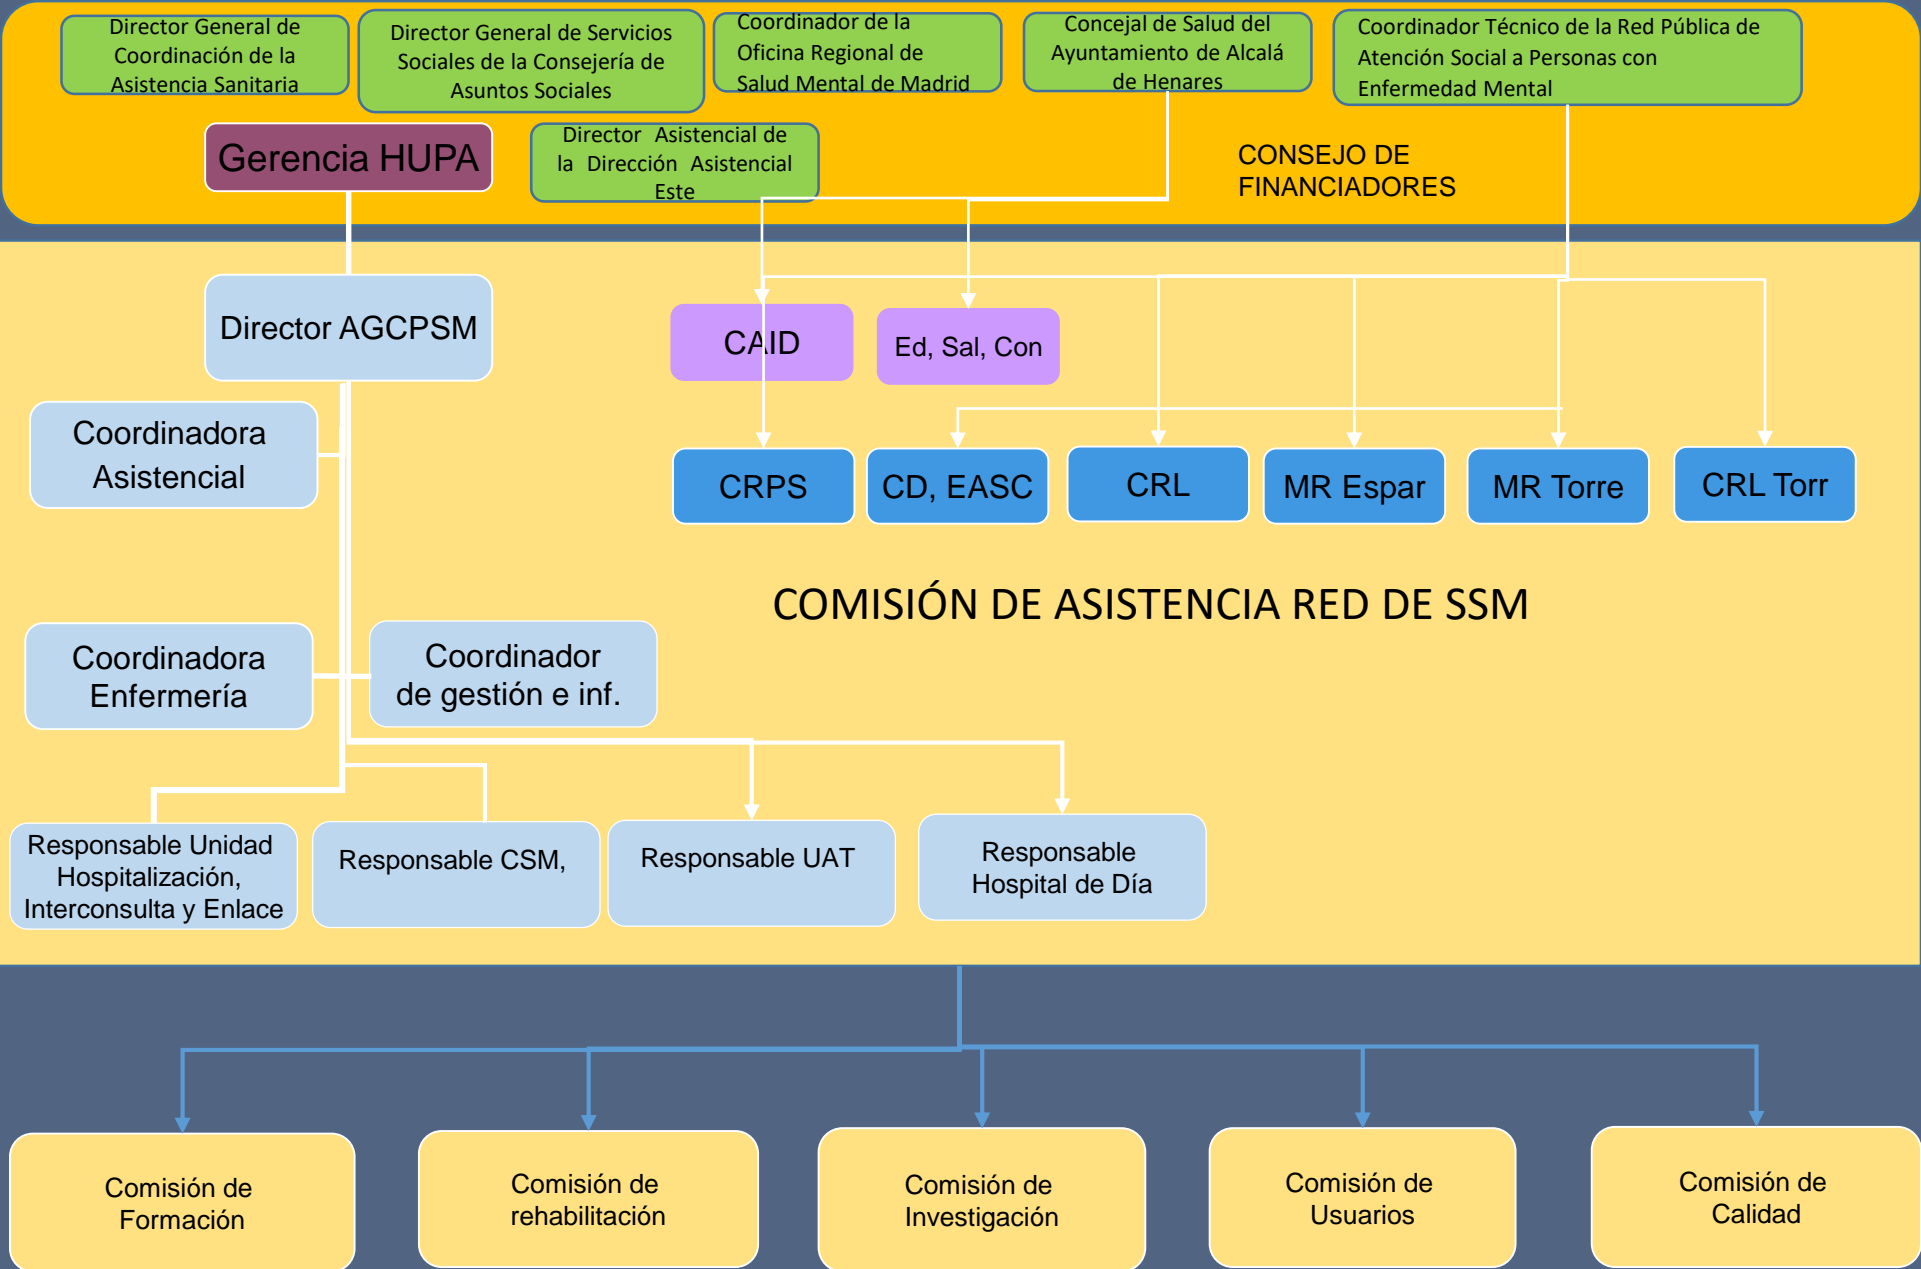 Director General de
Coordinación de la
Asistencia Sanitaria
Director General de Servicios
Sociales de la Consejería de
Asuntos Sociales
Coordinador de la
Oficina Regional de
Salud Mental de Madrid
Concejal de Salud del
Ayuntamiento de Alcalá
de Henares
Coordinador Técnico de la Red Pública de
Atención Social a Personas con
Enfermedad Mental
Gerencia HUPA
Director Asistencial de
la Dirección Asistencial
Este
CONSEJO DE
FINANCIADORES
Director AGCPSM
CAID
Ed, Sal, Con
Coordinadora
Asistencial
CRPS
CD, EASC
CRL
MR Espar
MR Torre
CRL Torr
COMISIÓN DE ASISTENCIA RED DE SSM
Coordinadora
Enfermería
Coordinador
de gestión e inf.
Responsable Unidad
Hospitalización,
Interconsulta y Enlace
Responsable CSM,
Responsable UAT
Responsable
Hospital de Día
Comisión de
Formación
Comisión de
rehabilitación
Comisión de
Investigación
Comisión de
Usuarios
Comisión de
Calidad